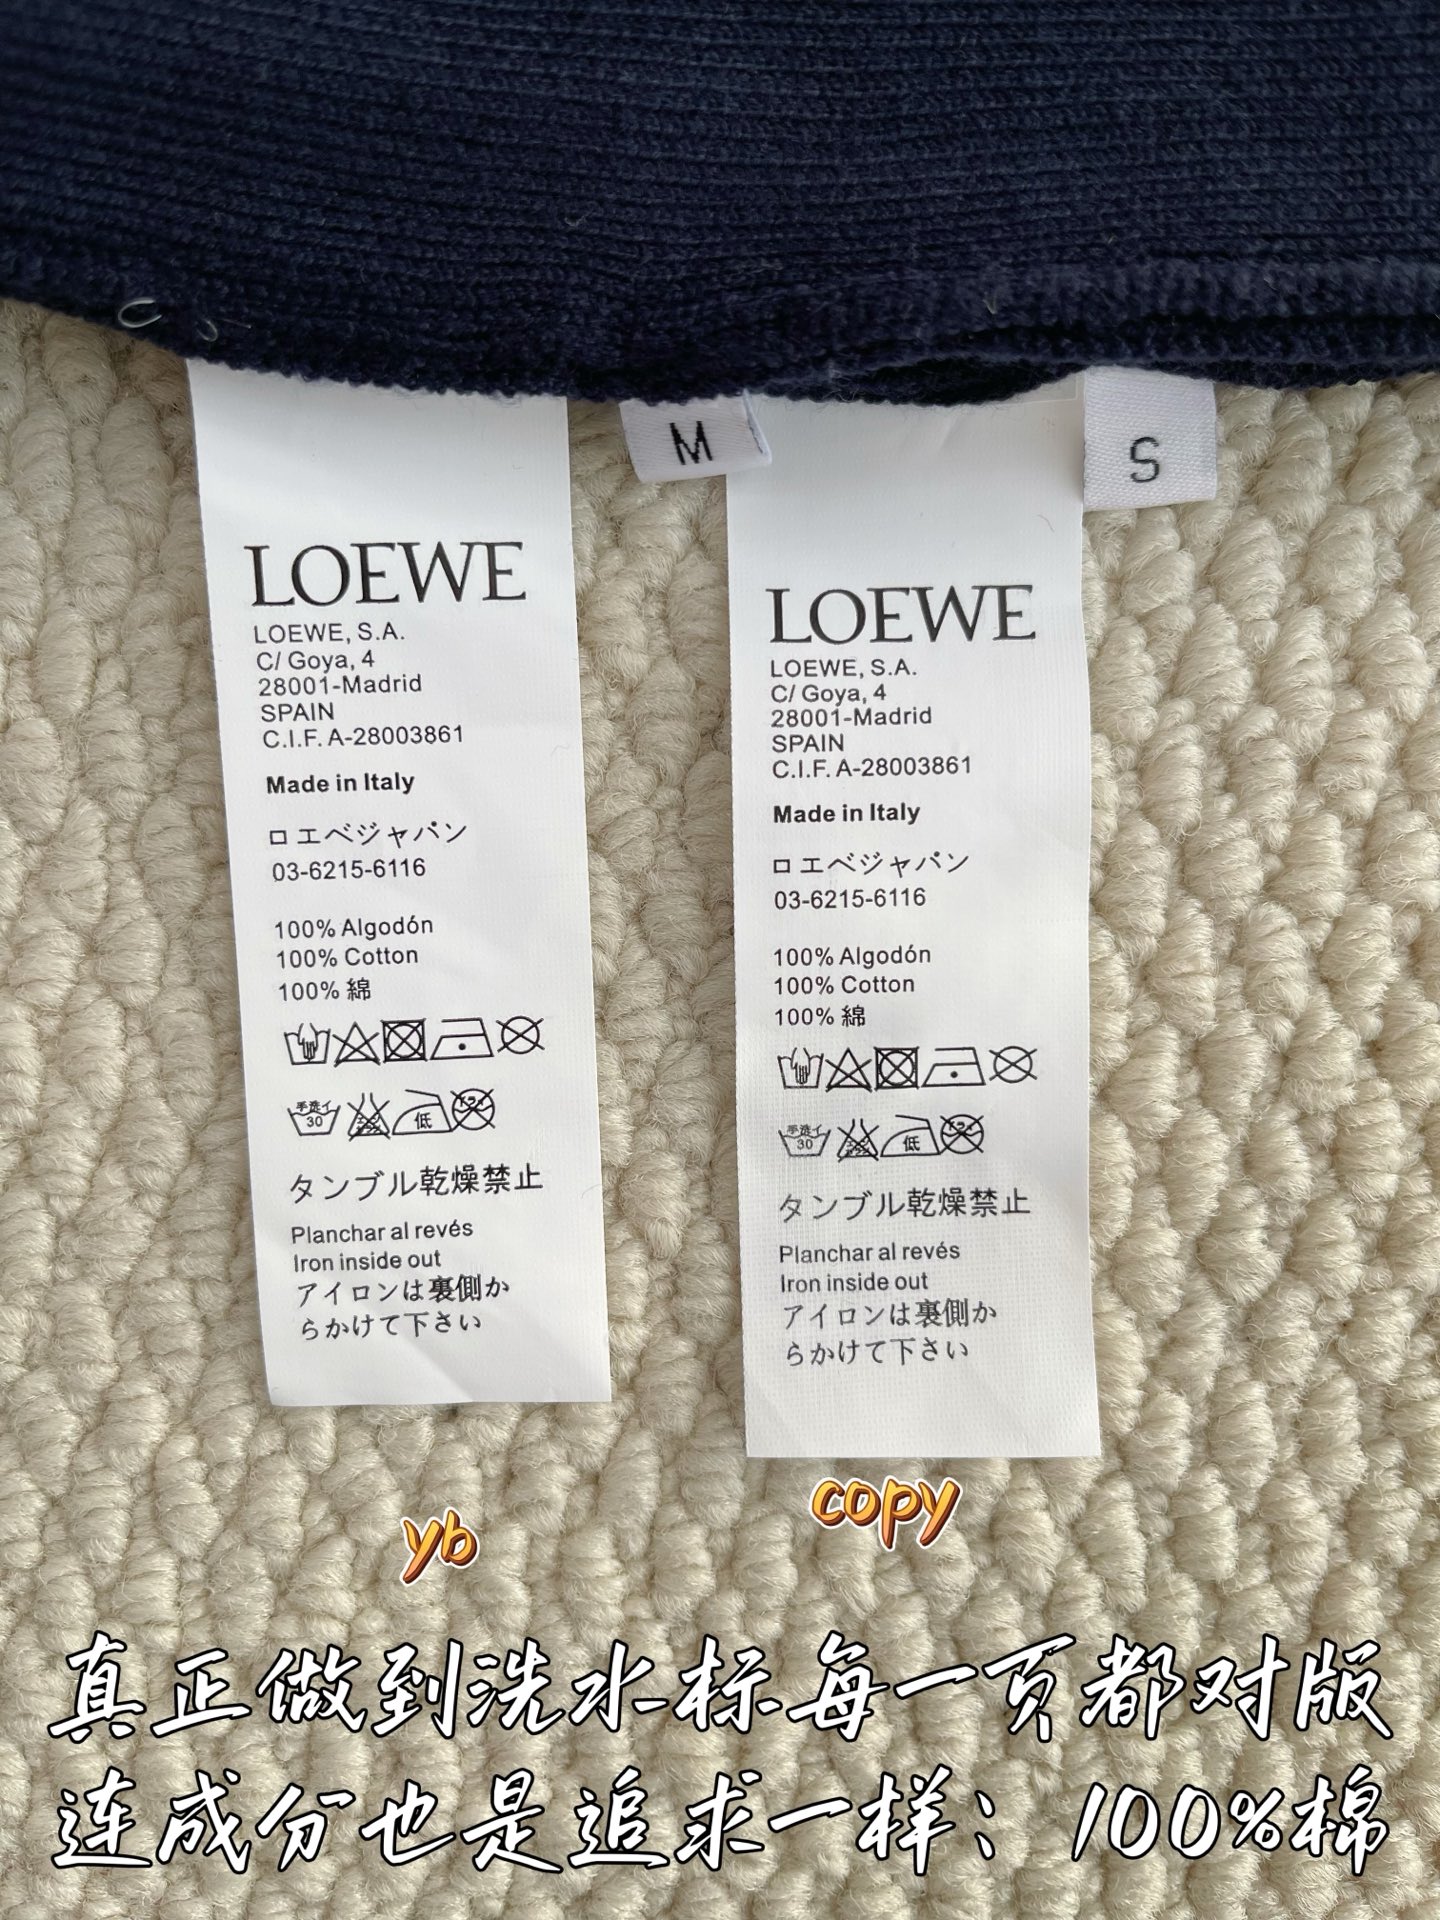 M
S
LOEWE
LOEWE, S.A.
C/ Goya, 4
28001-Madrid
SPAIN
C.I.F. A-28003861
Made in Italy
ロエベジャパン
03-6215-6116
100% Algodón
100% Cotton
100% 綿
手洗イ
30
低
タンブル乾燥禁止
Planchar al revés
Iron inside out
アイロンは裏側か
らかけて下さい
LOEWE
LOEWE, S.A.
C/ Goya, 4
28001-Madrid
SPAIN
C.I.F. A-28003861
Made in Italy
ロエベジャパン
03-6215-6116
100% Algodón
100% Cotton
100% 綿
手洗イ
30
低
タンブル乾燥禁止
Planchar al revés
Iron inside out
アイロンは裏側か
らかけて下さい
yb
copy
真正做到洗水标每一页都对版
连成分也是追求一样；100%棉